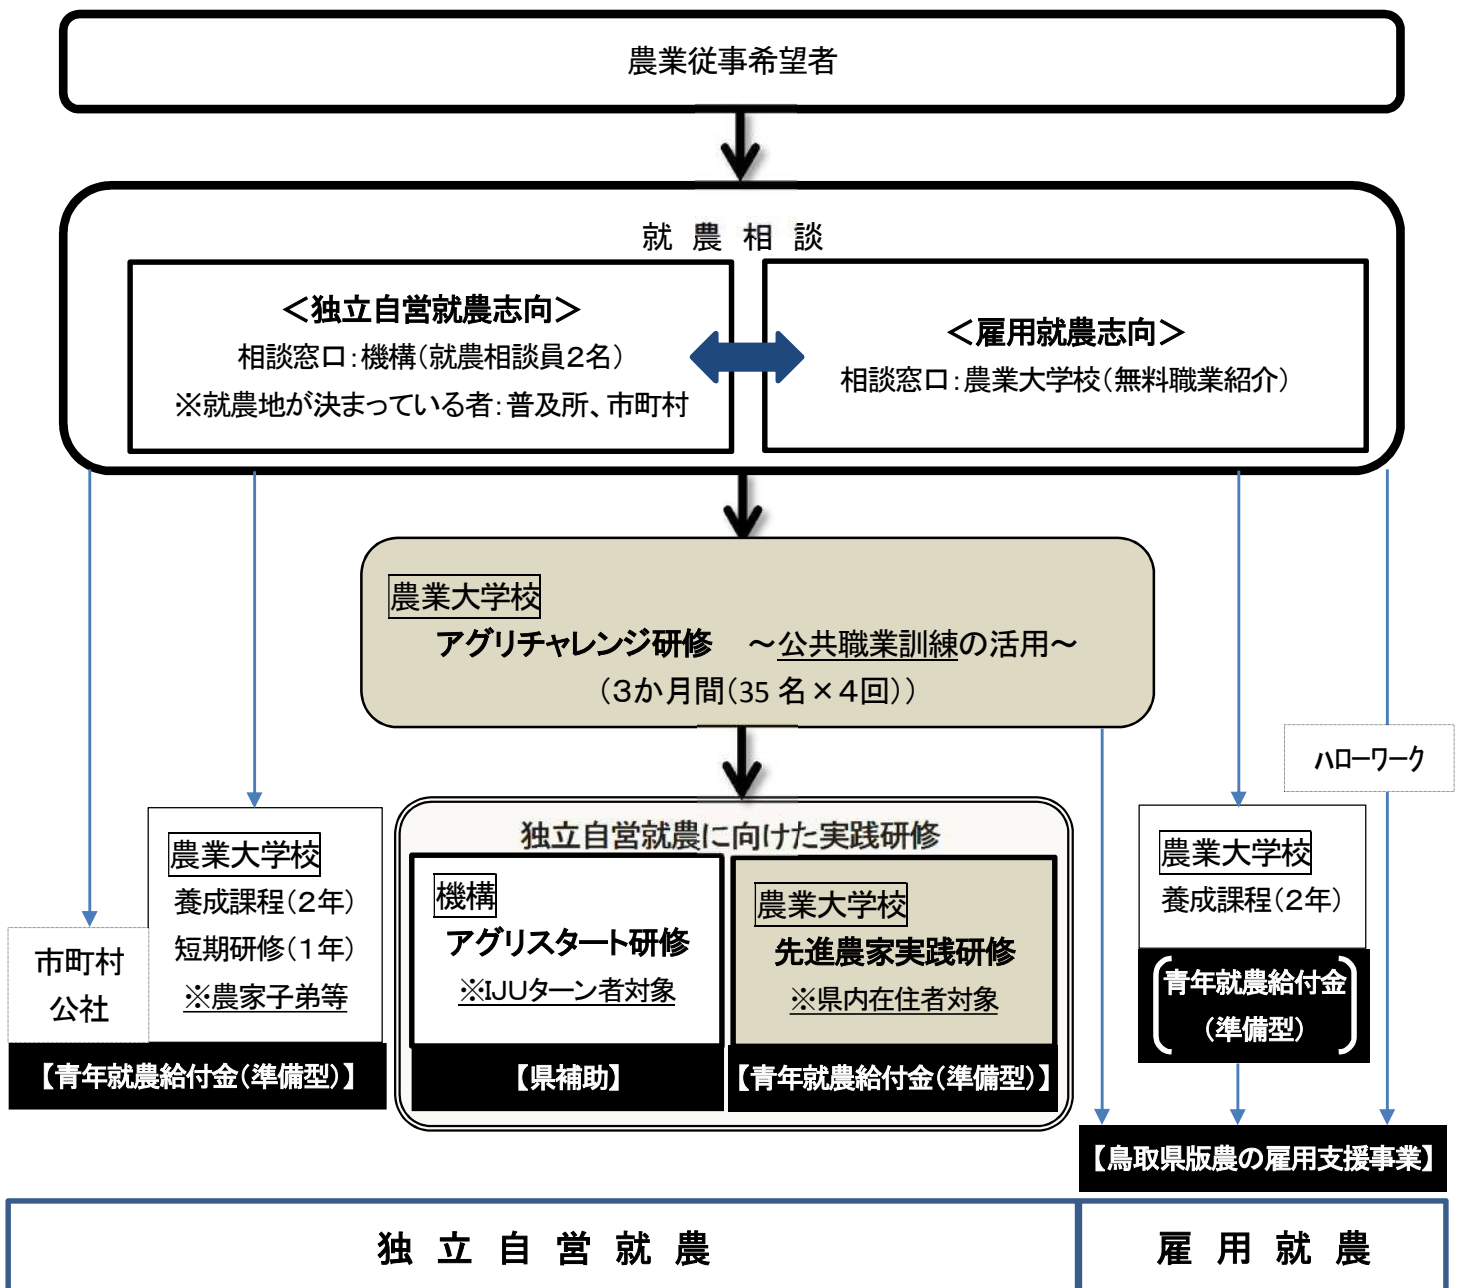 農業従事希望者
就 農 相 談
＜独立自営就農志向＞
相談窓口：機構（就農相談員２名）
※就農地が決まっている者：普及所、市町村
＜雇用就農志向＞
相談窓口：農業大学校（無料職業紹介）
農業大学校
アグリチャレンジ研修　～公共職業訓練の活用～
（３か月間（35 名×４回））
ハローワーク
市町村
公社
農業大学校
養成課程（２年）
短期研修（１年）
※農家子弟等
【青年就農給付金（準備型）】
独立自営就農に向けた実践研修
機構
アグリスタート研修
※IJUターン者対象
【県補助】
農業大学校
先進農家実践研修
※県内在住者対象
【青年就農給付金（準備型）】
農業大学校
養成課程（２年）
青年就農給付金
（準備型）
【鳥取県版農の雇用支援事業】
独 立 自 営 就 農
雇 用 就 農